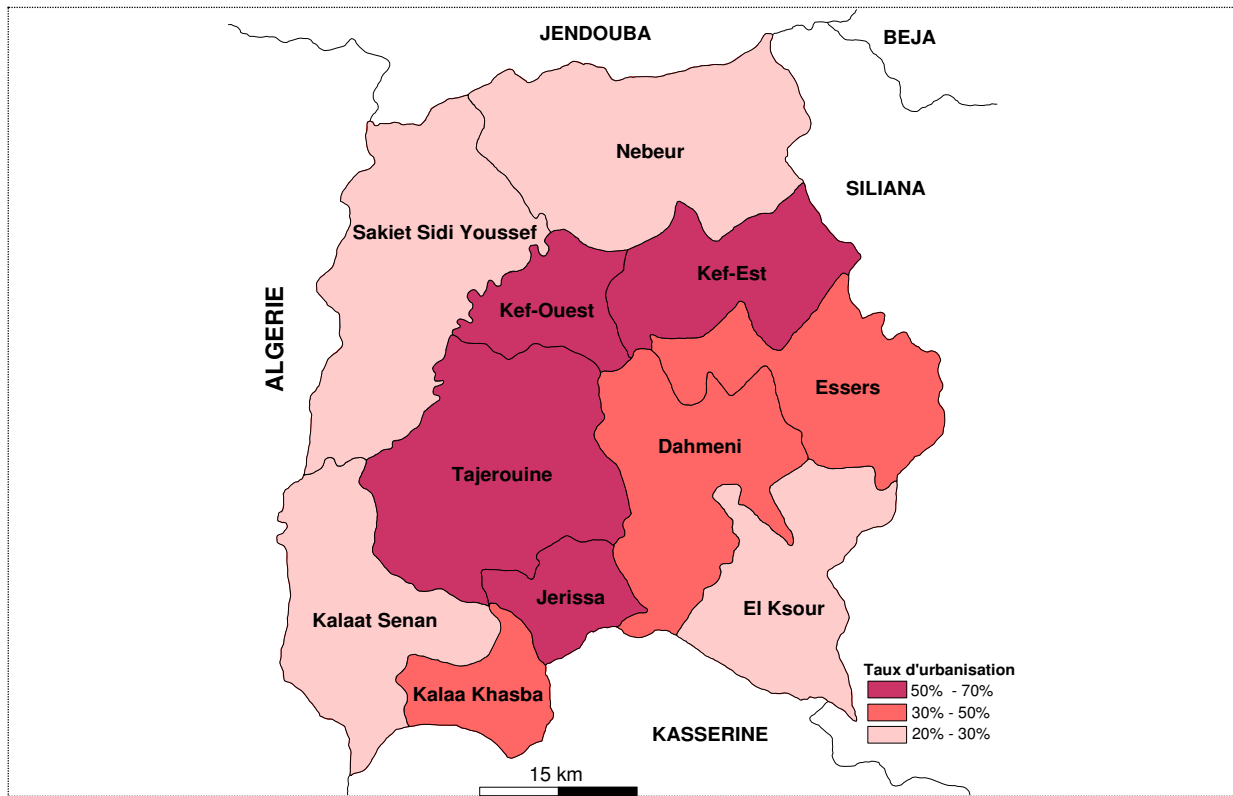 JENDOUBA
BEJA
Nebeur
SILIANA
Sakiet Sidi Youssef
Kef-Est
Kef-Ouest
ALGERIE
Essers
Dahmeni
Tajerouine
Jerissa
El Ksour
Kalaat Senan
Kalaa Khasba
KASSERINE
Taux d'urbanisation
50% - 70%
30% - 50%
20% - 30%
15 km